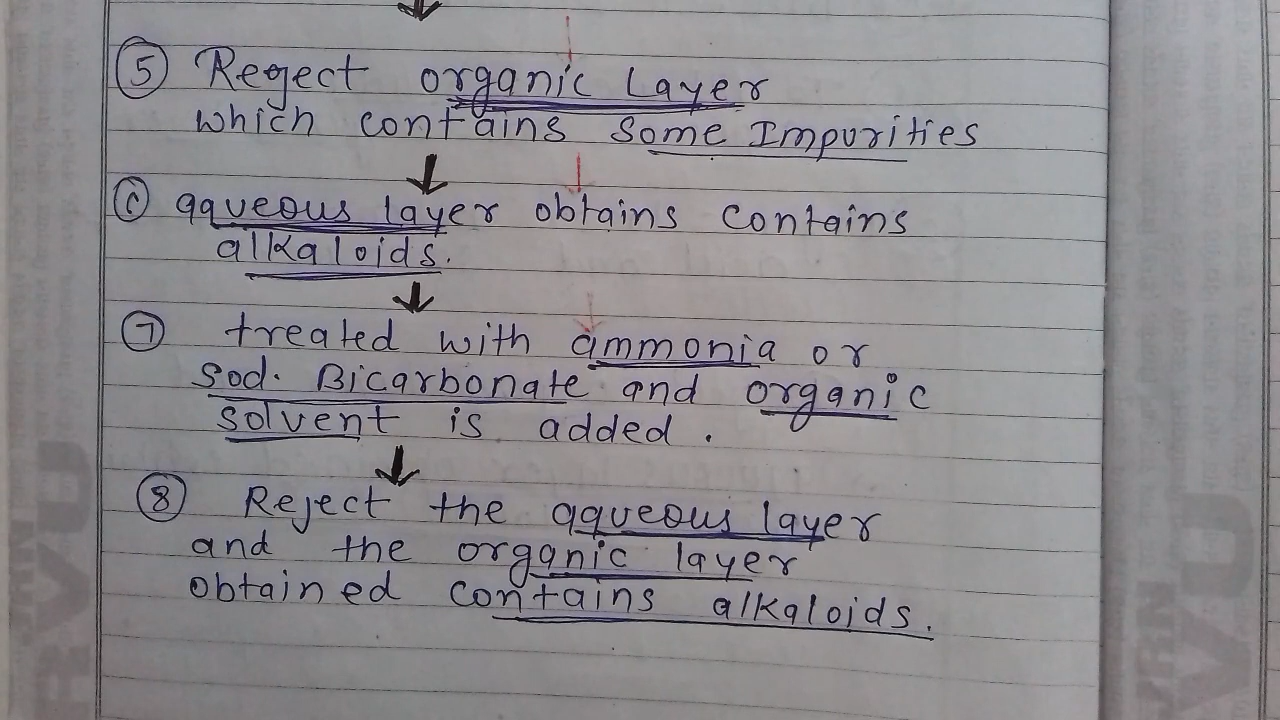 ⑤ Reject organic Layer
which contains Some Impurities
⑥ aqueous layer obtains contains
alkaloids.
⑦ treated with ammonia or
Sod. Bicarbonate and organic
solvent is added.
⑧ Reject the aqueous layer
and the organic layer
obtained contains alkaloids.